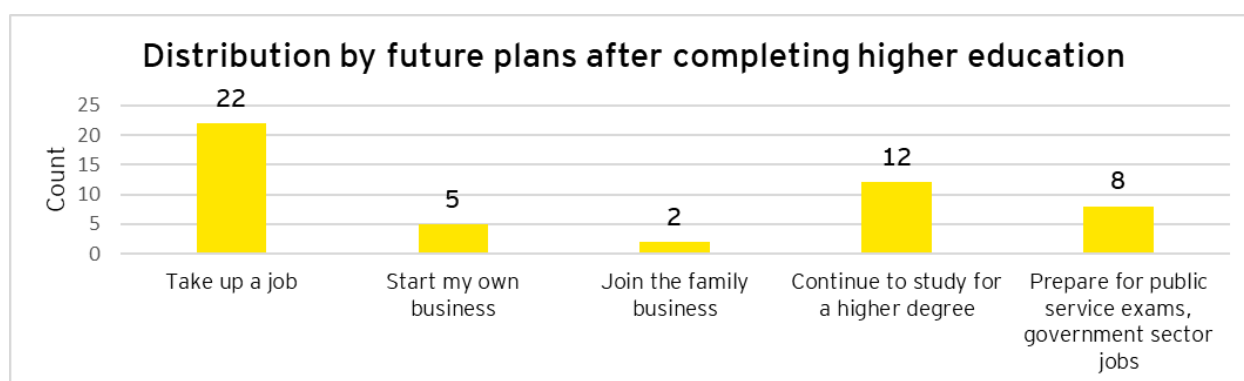 Distribution by future plans after completing higher education
Count
25
20
15
10
5
0
22
5
2
12
8
Take up a job
Start my own
business
Join the family
business
Continue to study for
a higher degree
Prepare for public
service exams,
government sector
jobs